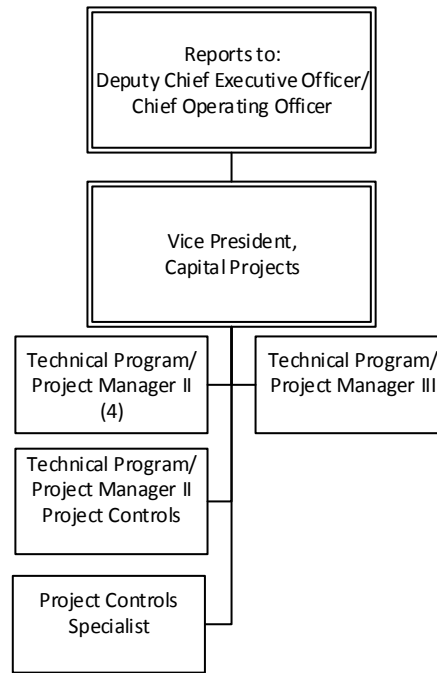 Reports to:
Deputy Chief Executive Officer/
Chief Operating Officer
Vice President,
Capital Projects
Technical Program/
Project Manager II
(4)
Technical Program/
Project Manager III
Technical Program/
Project Manager II
Project Controls
Project Controls
Specialist